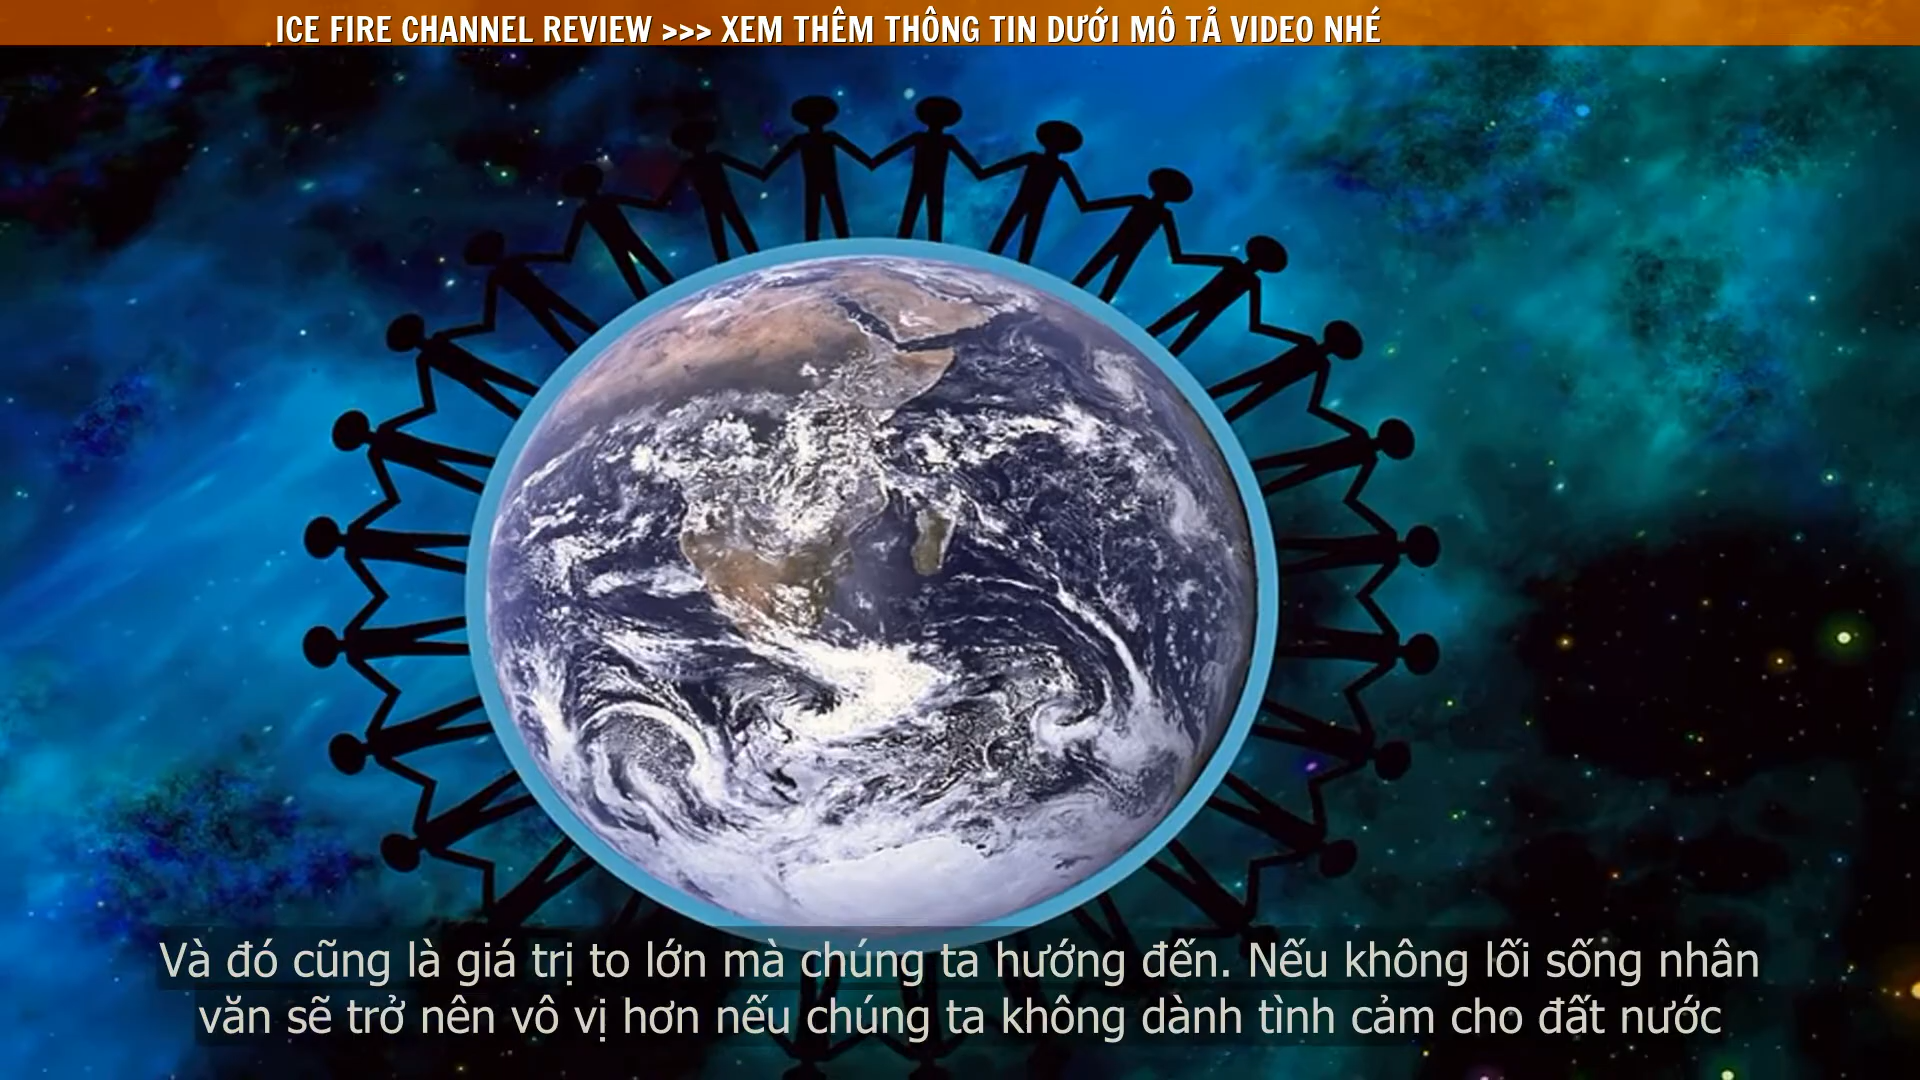 ICE FIRE CHANNEL REVIEW >>> XEM THÊM THÔNG TIN DƯỚI MÔ TẢ VIDEO NHÉ
Và đó cũng là giá trị to lớn mà chúng ta hướng đến. Nếu không lối sống nhân
văn sẽ trở nên vô vị hơn nếu chúng ta không dành tình cảm cho đất nước